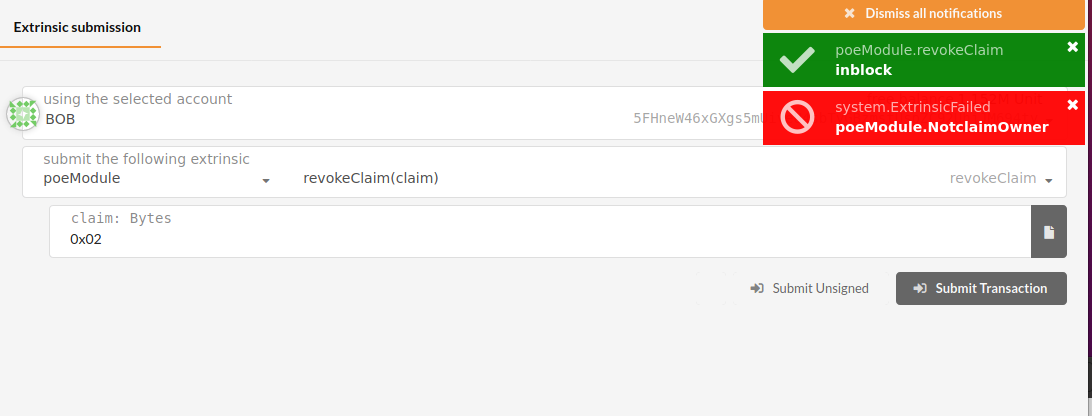 Extrinsic submission
Dismiss all notifications
poeModule.revokeClaim
inblock
system.ExtrinsicFailed
poeModule.NotclaimOwner
using the selected account
BOB
5FHneW46xGXgs5m
submit the following extrinsic
poeModule
revokeClaim(claim)
revokeClaim
claim: Bytes
0x02
Submit Unsigned
Submit Transaction